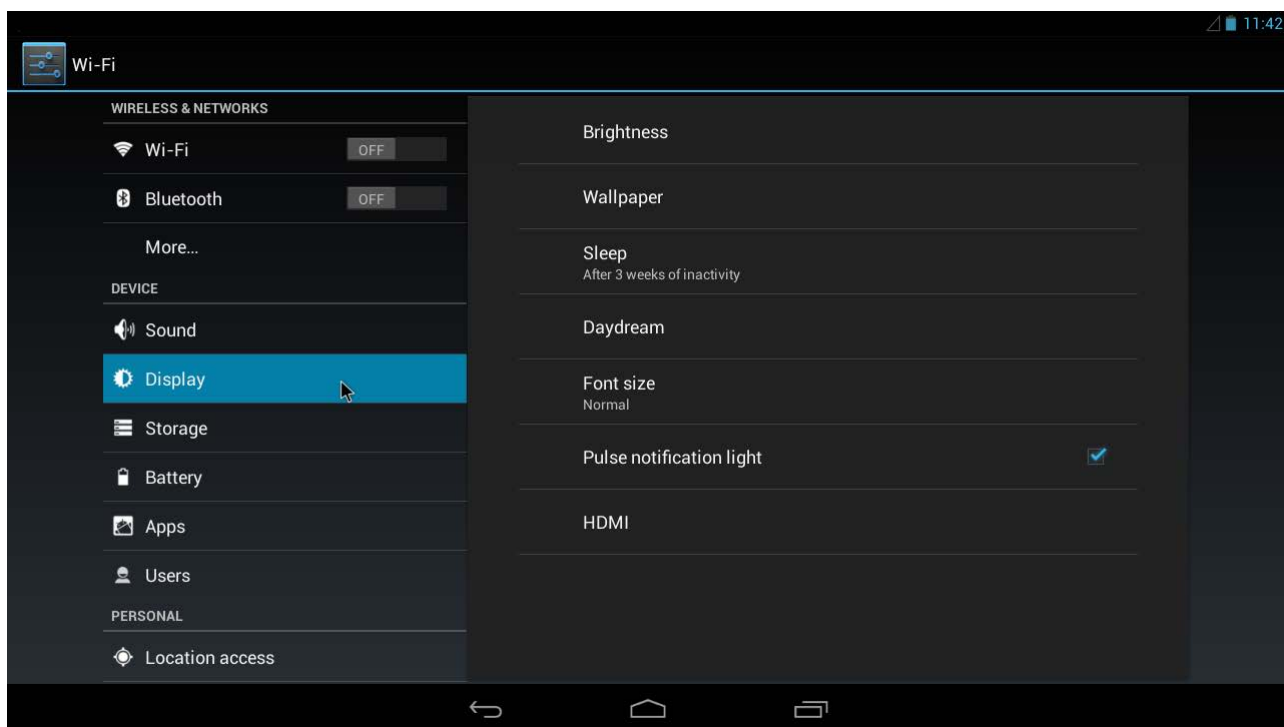 11:42
Wi-Fi
WIRELESS & NETWORKS
Wi-Fi OFF
Bluetooth OFF
More...
DEVICE
Sound
Display
Storage
Battery
Apps
Users
PERSONAL
Location access
Brightness
Wallpaper
Sleep
After 3 weeks of inactivity
Daydream
Font size
Normal
Pulse notification light
HDMI